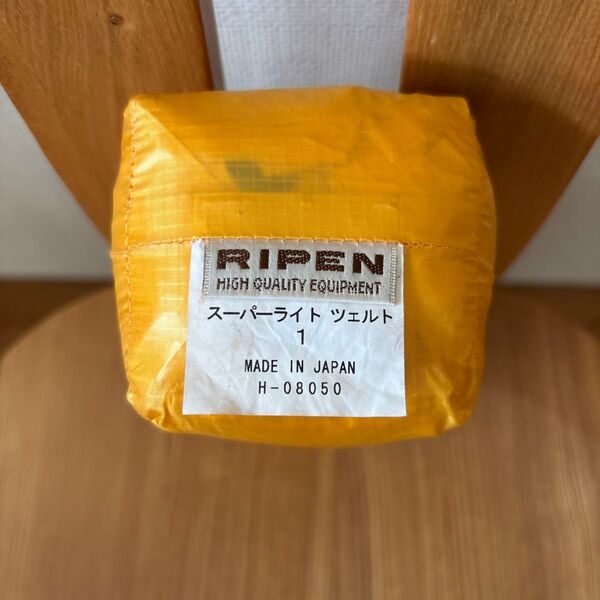 RIPEN
HIGH QUALITY EQUIPMENT
スーパーライト ツェルト
1
MADE IN JAPAN
H-08050